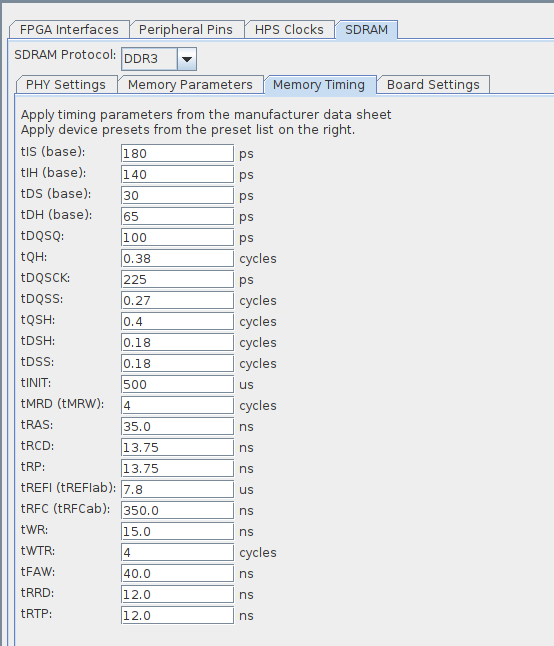 FPGA Interfaces Peripheral Pins HPS Clocks SDRAM
SDRAM Protocol: DDR3
PHY Settings Memory Parameters Memory Timing Board Settings
Apply timing parameters from the manufacturer data sheet
Apply device presets from the preset list on the right.
tIS (base): 180 ps
tIH (base): 140 ps
tDS (base): 30 ps
tDH (base): 65 ps
tDQSQ: 100 ps
tQH: 0.38 cycles
tDQSCK: 225 ps
tDQSS: 0.27 cycles
tQSH: 0.4 cycles
tDSH: 0.18 cycles
tDSS: 0.18 cycles
tINIT: 500 us
tMRD (tMRW): 4 cycles
tRAS: 35.0 ns
tRCD: 13.75 ns
tRP: 13.75 ns
tREFI (tREFIab): 7.8 us
tRFC (tRFCab): 350.0 ns
tWR: 15.0 ns
tWTR: 4 cycles
tFAW: 40.0 ns
tRRD: 12.0 ns
tRTP: 12.0 ns